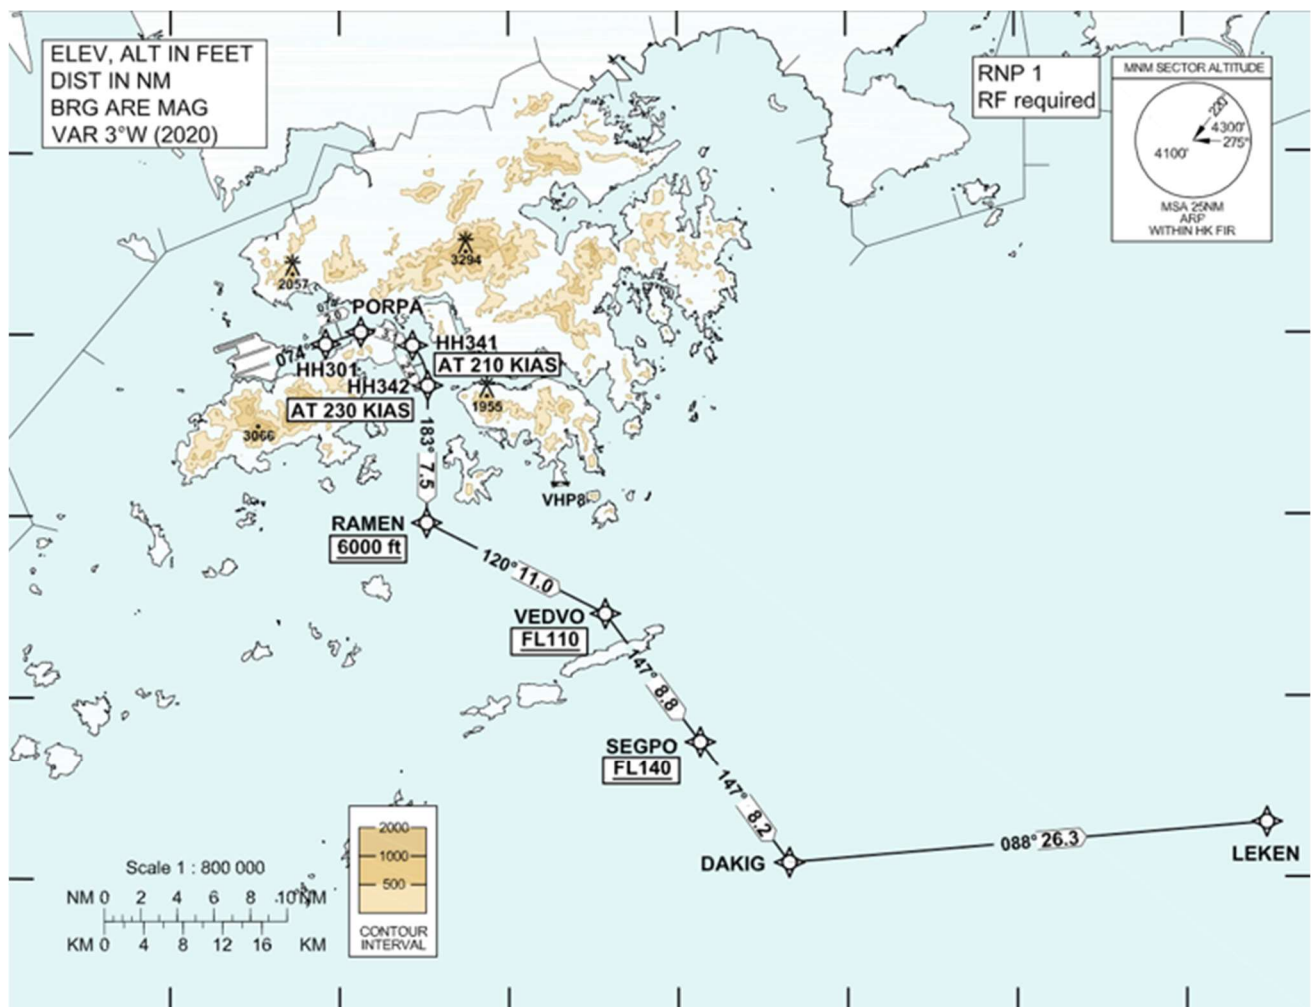 ELEV, ALT IN FEET
DIST IN NM
BRG ARE MAG
VAR 3°W (2020)
RNP 1
RF required
MNM SECTOR ALTITUDE
220°
4300'
275°
4100'
MSA 25NM
ARP
WITHIN HK FIR
3294
2057
PORPA
074°
HH301
HH341
AT 210 KIAS
HH342
AT 230 KIAS
1955
3066
183° 7.5
VHP8
RAMEN
6000 ft
120° 11.0
VEDVO
FL110
147° 8.8
SEGPO
FL140
147° 8.2
DAKIG
088° 26.3
LEKEN
2000
1000
500
CONTOUR
INTERVAL
Scale 1 : 800 000
NM 0 2 4 6 8 10 NM
KM 0 4 8 12 16 KM